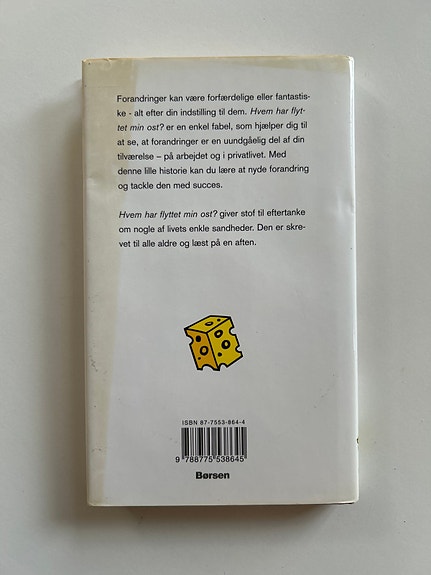 Forandringer kan være forfærdelige eller fantastis-
ke - alt efter din indstilling til dem. Hvem har flyt-
tet min ost? er en enkel fabel, som hjælper dig til
at se, at forandringer er en uundgåelig del af din
tilværelse – på arbejdet og i privatlivet. Med
denne lille historie kan du lære at nyde forandring
og tackle den med succes.
Hvem har flyttet min ost? giver stof til eftertanke
om nogle af livets enkle sandheder. Den er skre-
vet til alle aldre og læst på en aften.
ISBN 87-7553-864-4
9 788775 538645
Børsen